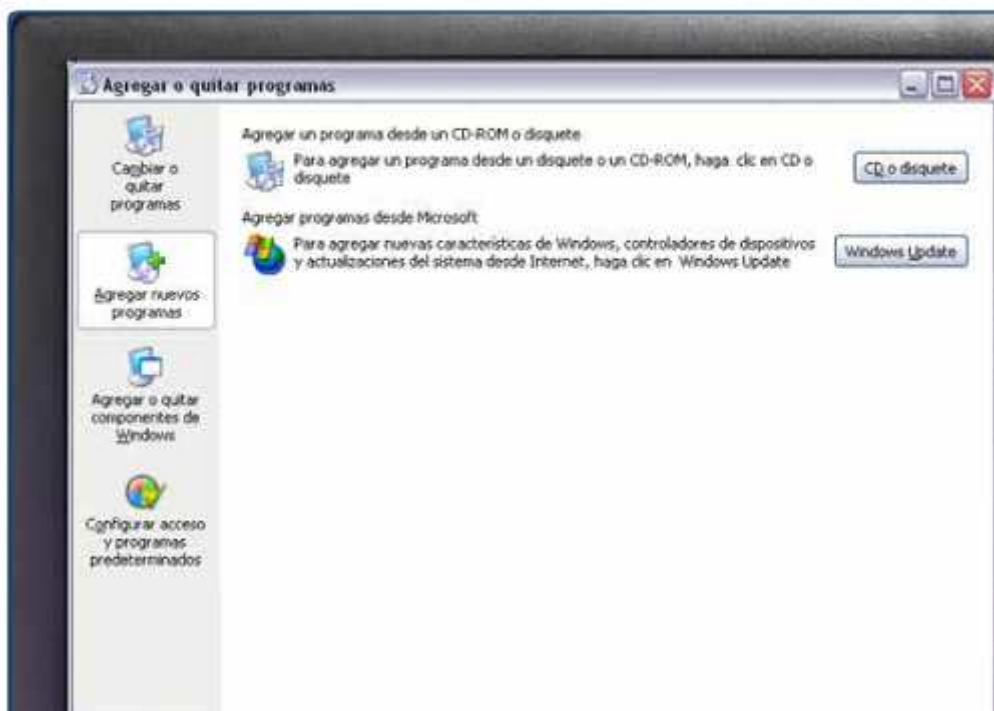 Agregar o quitar programas
Cambiar o
quitar
programas
Agregar nuevos
programas
Agregar o quitar
componentes de
Windows
Configurar acceso
y programas
predeterminados
Agregar un programa desde un CD-ROM o disquete
Para agregar un programa desde un disquete o un CD-ROM, haga clic en CD o
disquete
CD o disquete
Agregar programas desde Microsoft
Para agregar nuevas características de Windows, controladores de dispositivos
y actualizaciones del sistema desde Internet, haga clic en Windows Update
Windows Update